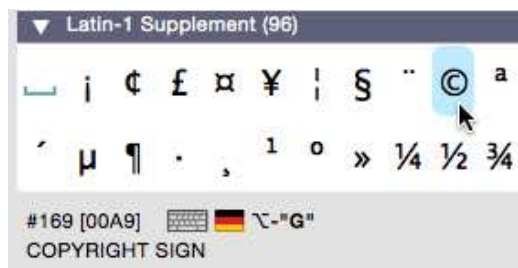 ▼ Latin-1 Supplement (96)
⎵ ¡ ¢ £ ¤ ¥ ¦ § ¨ © ª
´ µ ¶ · ¸ ¹ º » ¼ ½ ¾
#169 [00A9] ⌥-"G"
COPYRIGHT SIGN